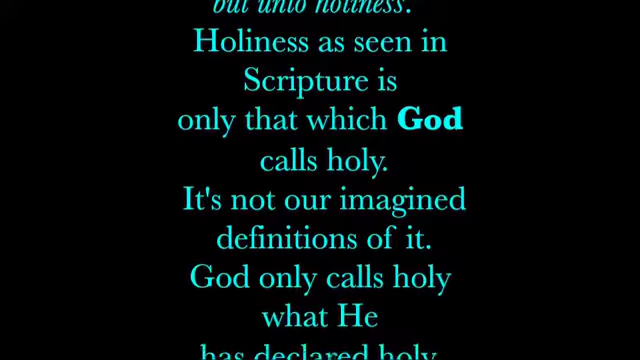 but unto holiness.
Holiness as seen in
Scripture is
only that which God
calls holy.
It's not our imagined
definitions of it.
God only calls holy
what He
has declared holy